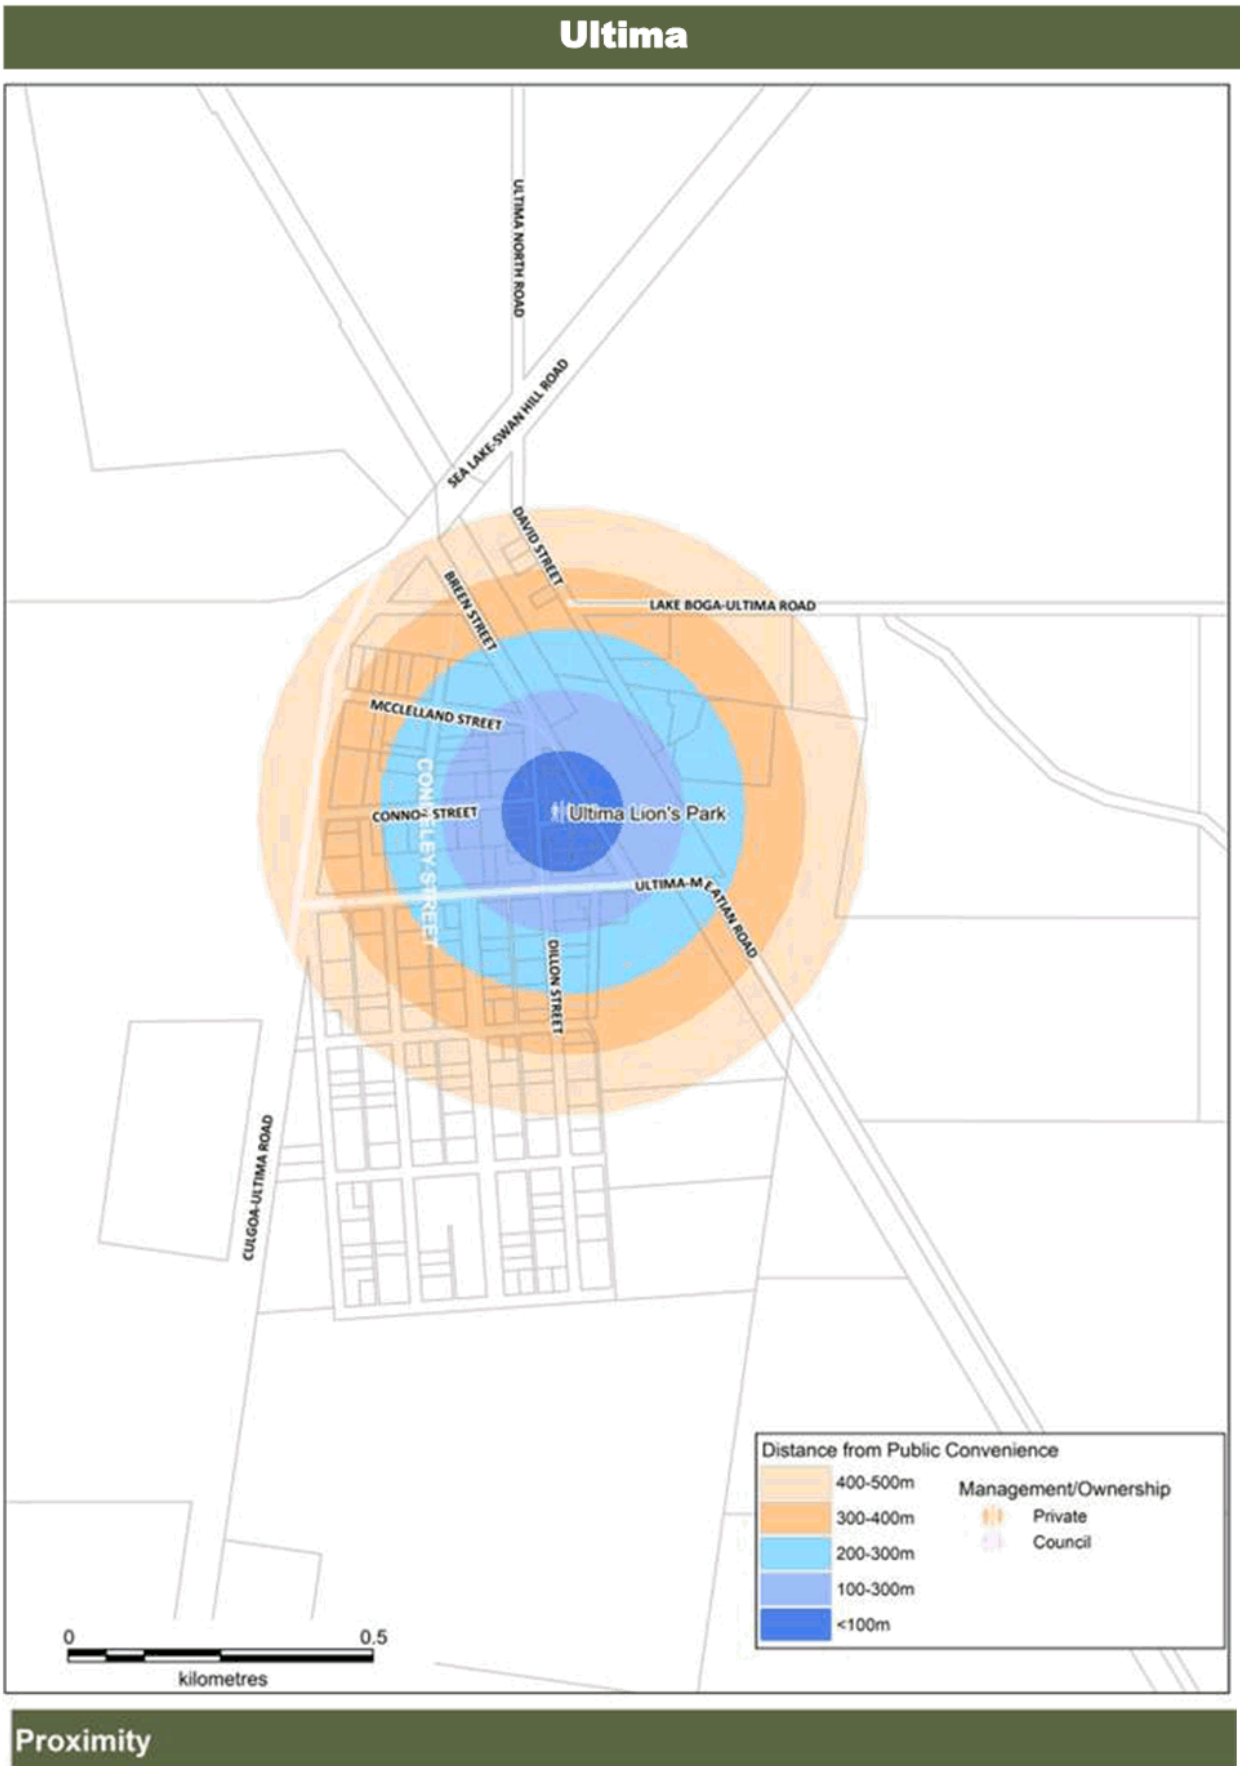 Ultima
ULTIMA NORTH ROAD
SEA LAKE-SWAN HILL ROAD
DAVID STREET
BREEN STREET
LAKE BOGA-ULTIMA ROAD
MCCLELLAND STREET
STREET
Ultima Lion's Park
STREET
ULTIMA-M EATIAN ROAD
DILLON STREET
CULGOA-ULTIMA ROAD
Distance from Public Convenience
400-500m
300-400m
200-300m
100-300m
<100m
Management/Ownership
Private
Council
0 0.5
kilometres
Proximity